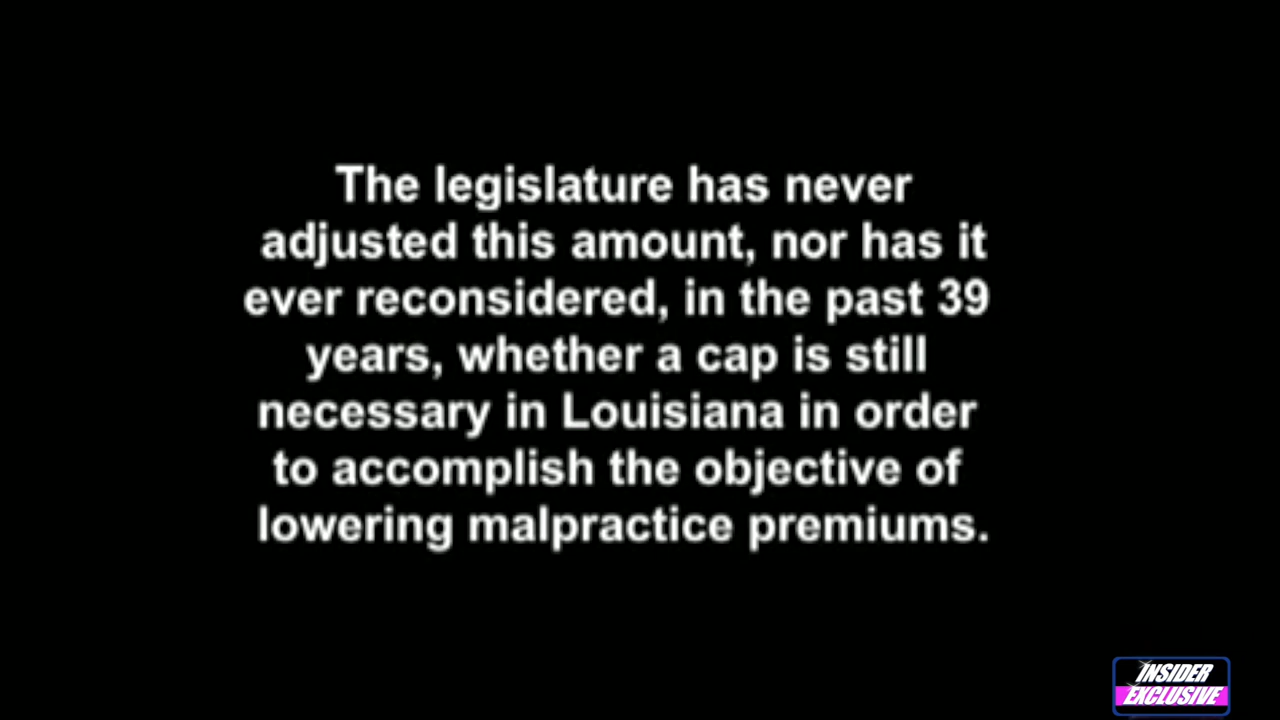 The legislature has never
adjusted this amount, nor has it
ever reconsidered, in the past 39
years, whether a cap is still
necessary in Louisiana in order
to accomplish the objective of
lowering malpractice premiums.
INSIDER
EXCLUSIVE